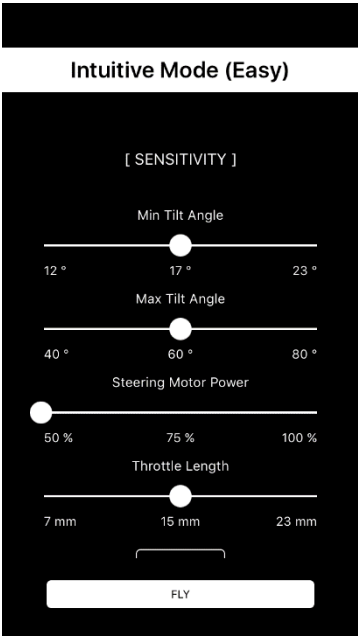 Intuitive Mode (Easy)
[ SENSITIVITY ]
Min Tilt Angle
12 ° 17 ° 23 °
Max Tilt Angle
40 ° 60 ° 80 °
Steering Motor Power
50 % 75 % 100 %
Throttle Length
7 mm 15 mm 23 mm
FLY